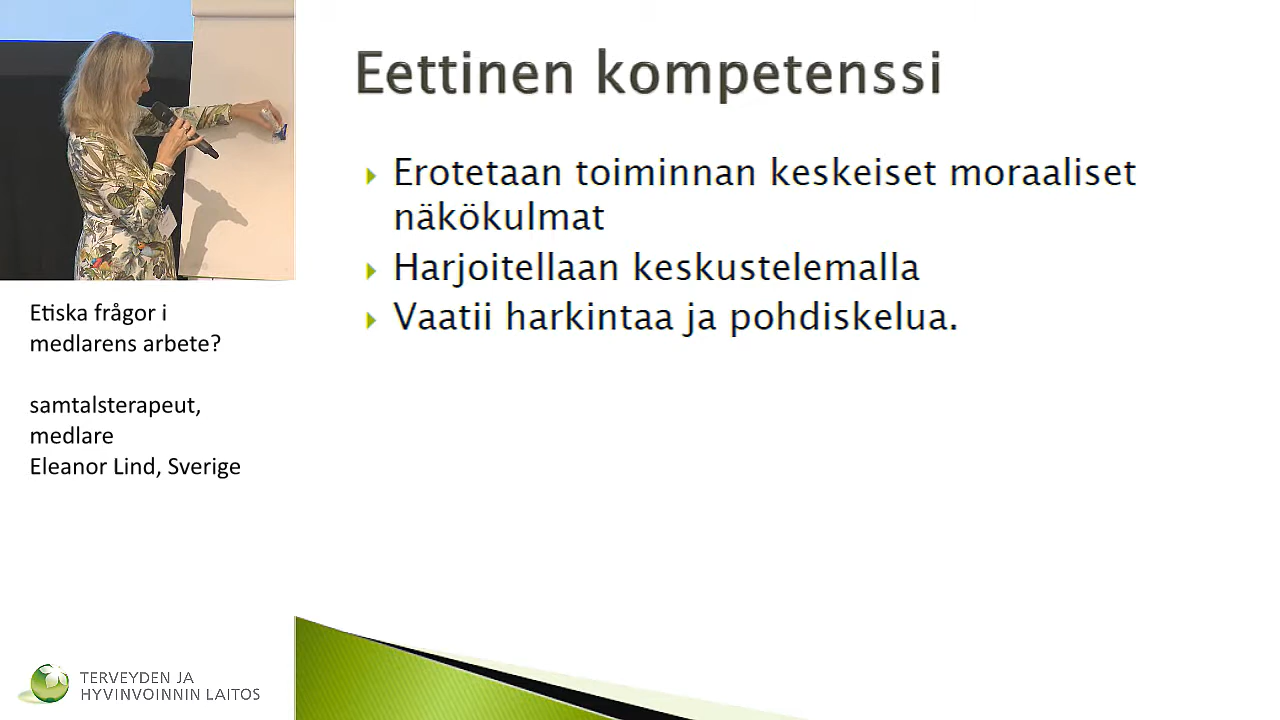 Eettinen kompetenssi
Erotetaan toiminnan keskeiset moraaliset
näkökulmat
Harjoitellaan keskustelemalla
Vaatii harkintaa ja pohdiskelua.
Etiska frågor i
medlarens arbete?
samtalsterapeut,
medlare
Eleanor Lind, Sverige
TERVEYDEN JA
HYVINVOINNIN LAITOS